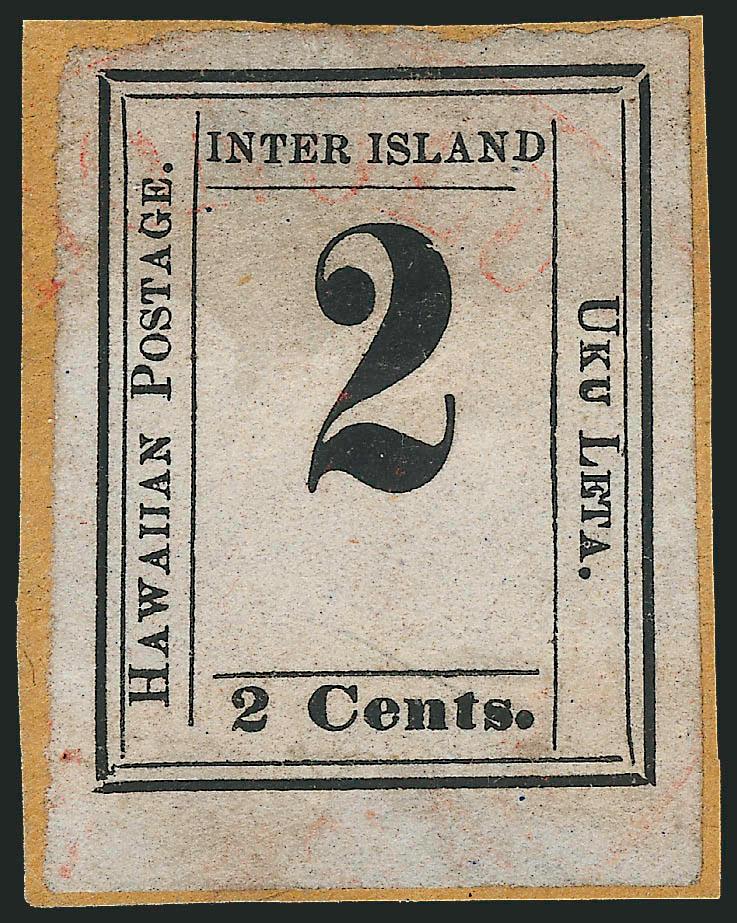 INTER ISLAND
HAWAIIAN POSTAGE.
2
UKU LETA.
2 Cents.